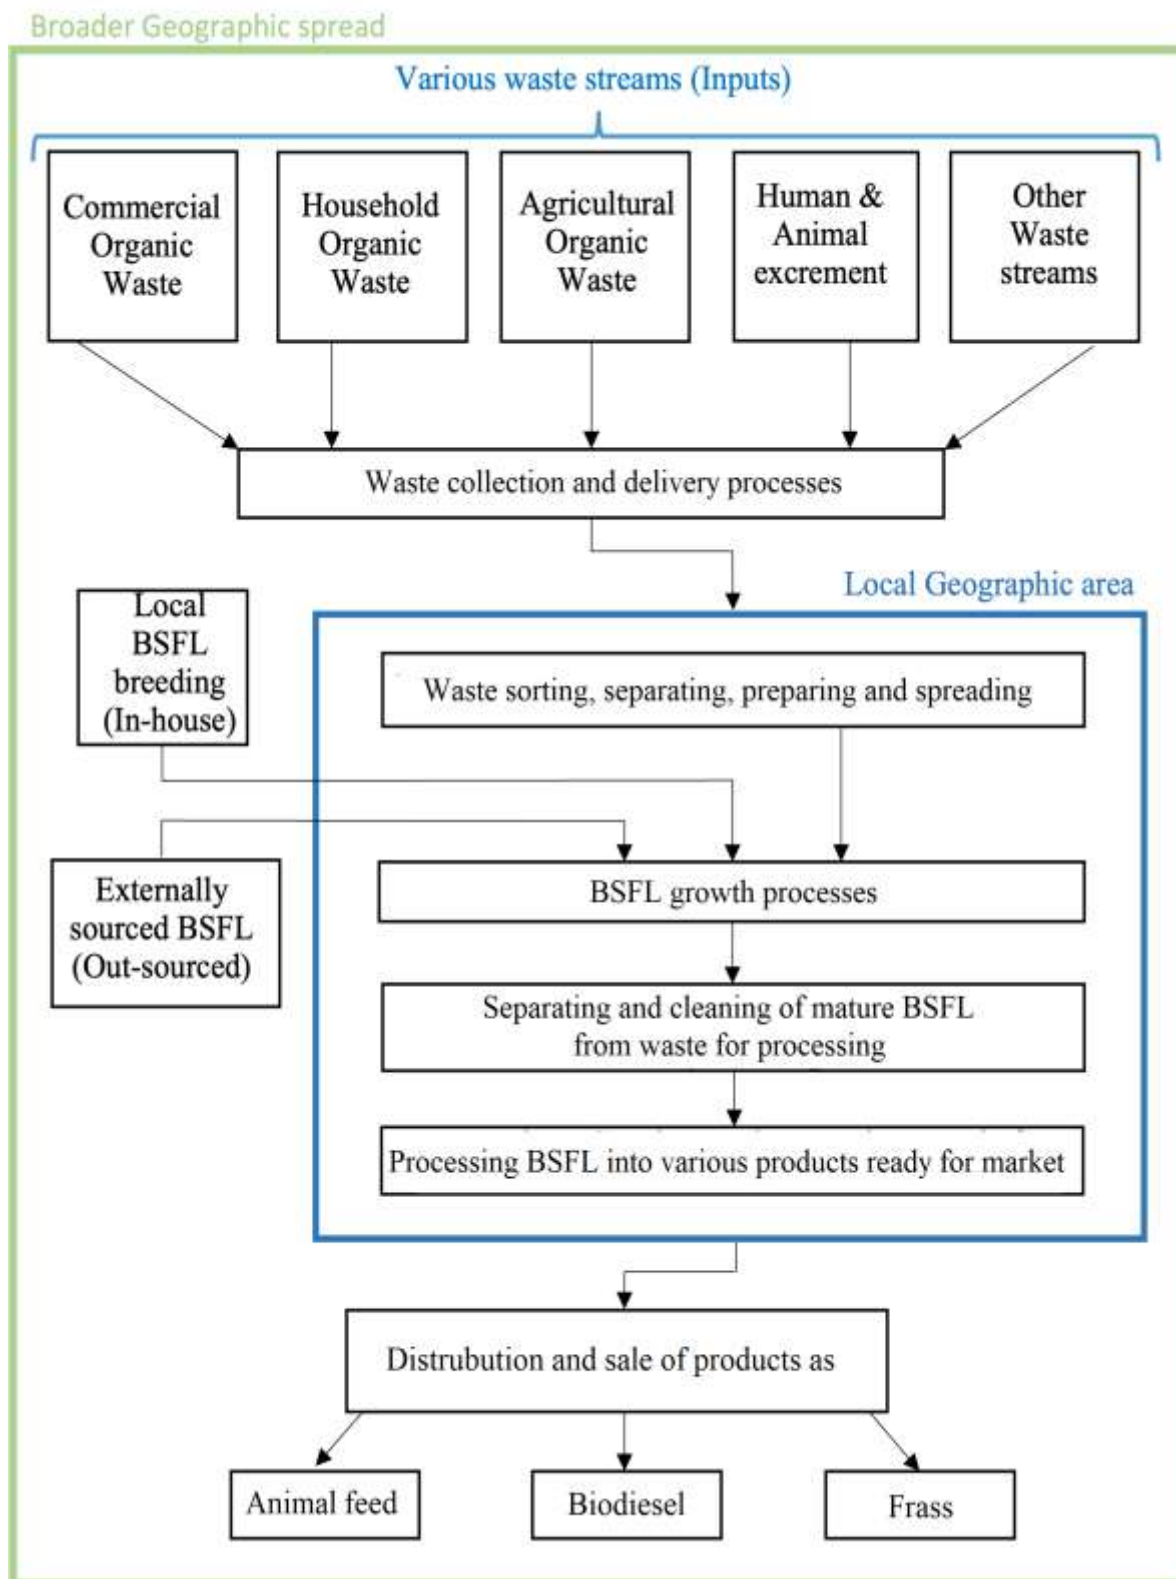 Broader Geographic spread
Various waste streams (Inputs)
Commercial
Organic
Waste
Household
Organic
Waste
Agricultural
Organic
Waste
Human &
Animal
excrement
Other
Waste
streams
Waste collection and delivery processes
Local Geographic area
Local
BSFL
breeding
(In-house)
Waste sorting, separating, preparing and spreading
Externally
sourced BSFL
(Out-sourced)
BSFL growth processes
Separating and cleaning of mature BSFL
from waste for processing
Processing BSFL into various products ready for market
Distrubution and sale of products as
Animal feed
Biodiesel
Frass